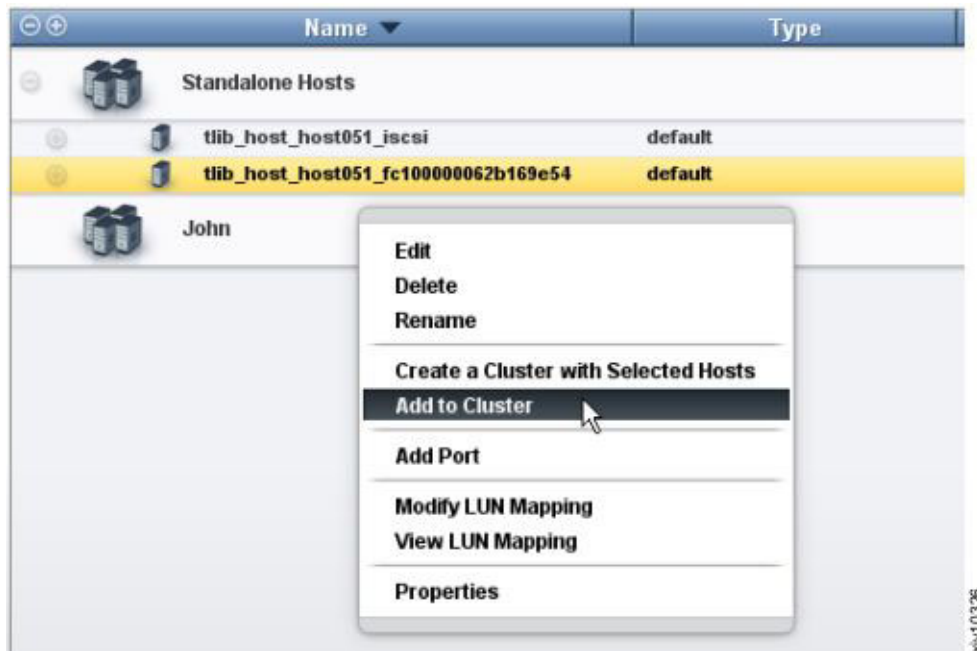 Name Type
Standalone Hosts
tlib_host_host051_iscsi default
tlib_host_host051_fc100000062b169e54 default
John
Edit
Delete
Rename
Create a Cluster with Selected Hosts
Add to Cluster
Add Port
Modify LUN Mapping
View LUN Mapping
Properties